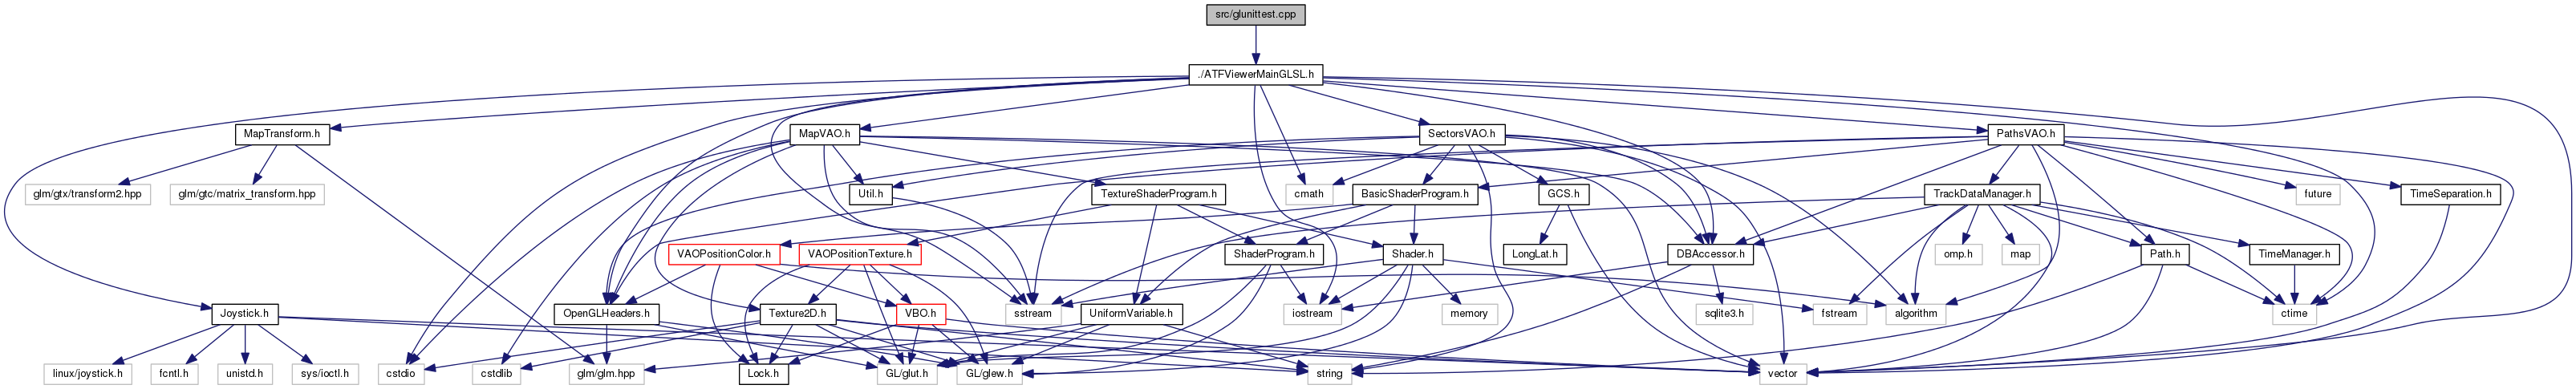 src/glunittest.cpp
./ATFViewerMainGLSL.h
MapTransform.h
MapVAO.h
SectorsVAO.h
PathsVAO.h
glm/gtx/transform2.hpp
glm/gtc/matrix_transform.hpp
Util.h
TextureShaderProgram.h
cmath
BasicShaderProgram.h
GCS.h
TrackDataManager.h
future
TimeSeparation.h
VAOPositionColor.h
VAOPositionTexture.h
ShaderProgram.h
Shader.h
LongLat.h
DBAccessor.h
omp.h
map
Path.h
TimeManager.h
Joystick.h
OpenGLHeaders.h
Texture2D.h
VBO.h
sstream
UniformVariable.h
iostream
memory
sqlite3.h
fstream
algorithm
ctime
linux/joystick.h
fcntl.h
unistd.h
sys/ioctl.h
cstdio
cstdlib
glm/glm.hpp
Lock.h
GL/glut.h
GL/glew.h
string
vector